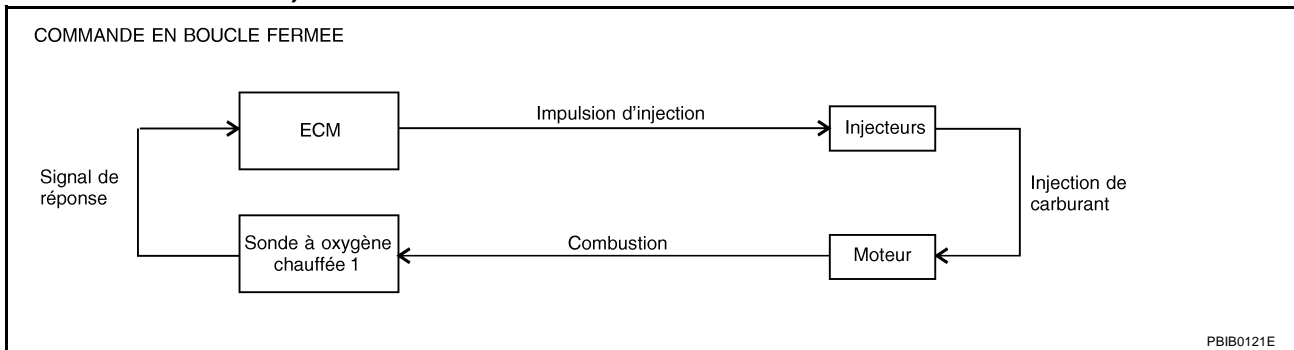 COMMANDE EN BOUCLE FERMEE
ECM
Impulsion d'injection
Injecteurs
Signal de
réponse
Injection de
carburant
Sonde à oxygène
chauffée 1
Combustion
Moteur
PBIB0121E